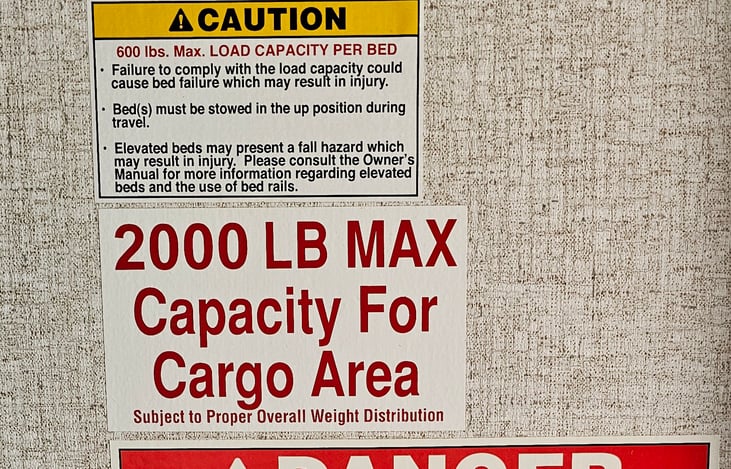 CAUTION
600 lbs. Max. LOAD CAPACITY PER BED
· Failure to comply with the load capacity could
cause bed failure which may result in injury.
· Bed(s) must be stowed in the up position during
travel.
· Elevated beds may present a fall hazard which
may result in injury. Please consult the Owner's
Manual for more information regarding elevated
beds and the use of bed rails.
2000 LB MAX
Capacity For
Cargo Area
Subject to Proper Overall Weight Distribution
DANGER